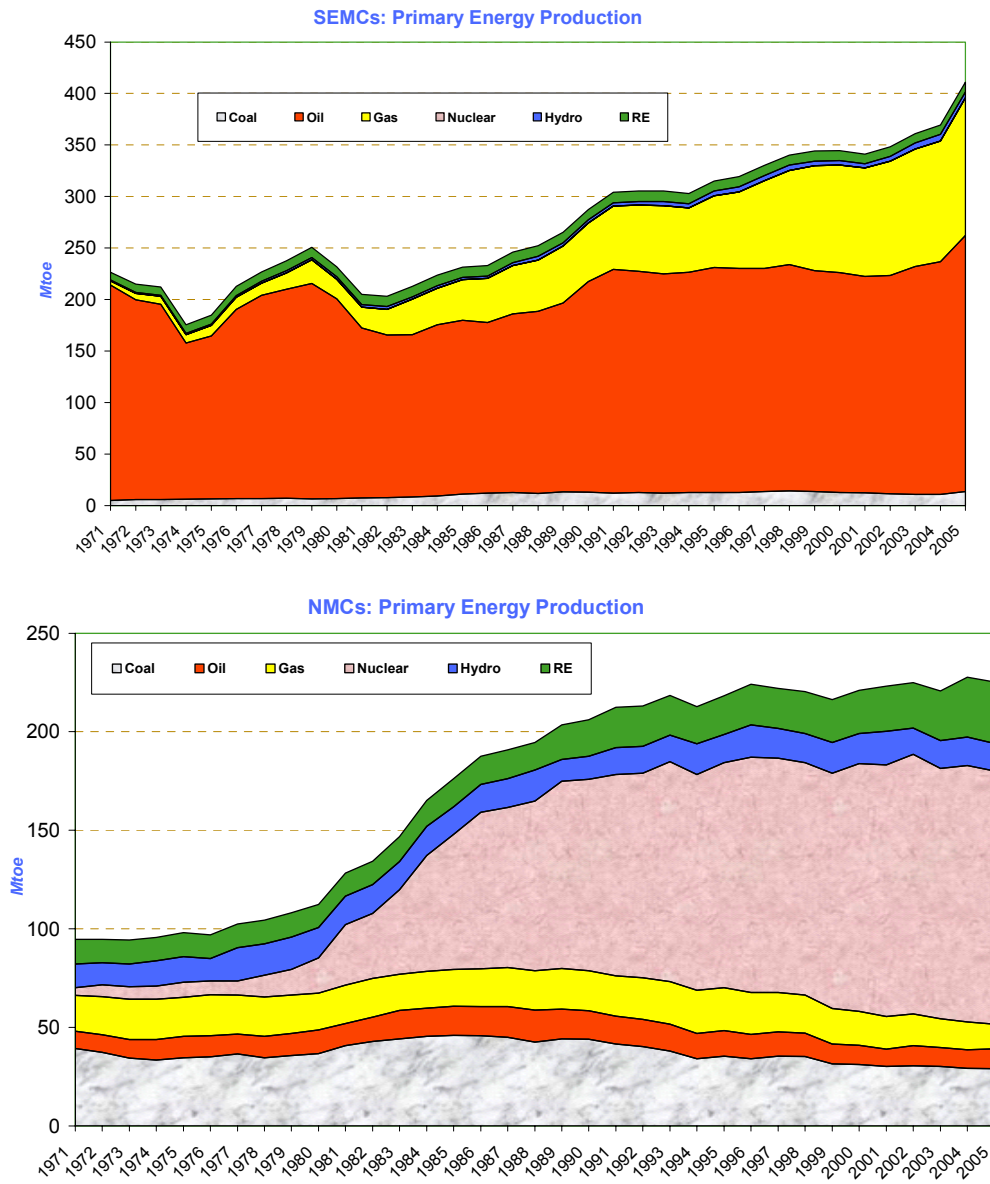 SEMCs: Primary Energy Production
450
400
350
300
250
200
150
100
50
0
Mtoe
Coal Oil Gas Nuclear Hydro RE
1971 1972 1973 1974 1975 1976 1977 1978 1979 1980 1981 1982 1983 1984 1985 1986 1987 1988 1989 1990 1991 1992 1993 1994 1995 1996 1997 1998 1999 2000 2001 2002 2003 2004 2005
NMCs: Primary Energy Production
250
200
150
100
50
0
Mtoe
Coal Oil Gas Nuclear Hydro RE
1971 1972 1973 1974 1975 1976 1977 1978 1979 1980 1981 1982 1983 1984 1985 1986 1987 1988 1989 1990 1991 1992 1993 1994 1995 1996 1997 1998 1999 2000 2001 2002 2003 2004 2005